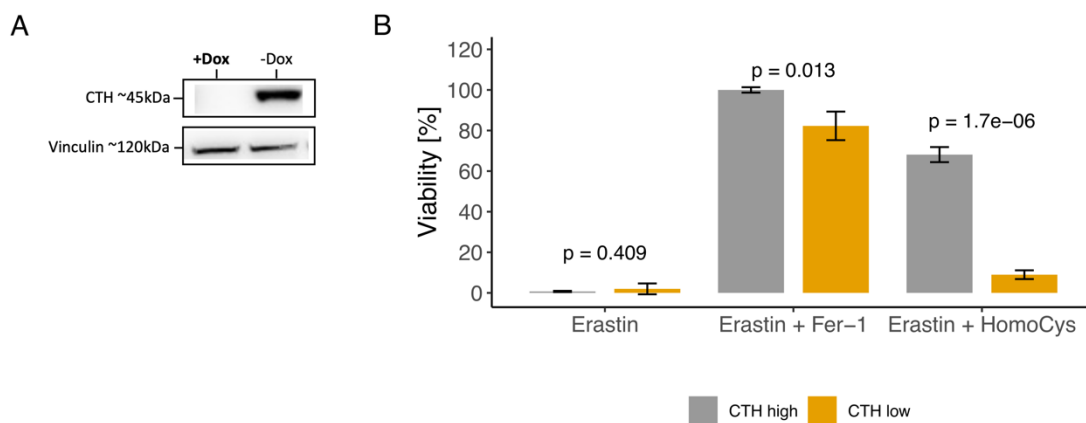 A
+Dox -Dox
CTH ~45kDa
Vinculin ~120kDa
B
Viability [%]
120
100
80
60
40
20
0
p = 0.409
p = 0.013
p = 1.7e−06
Erastin Erastin + Fer−1 Erastin + HomoCys
CTH high CTH low